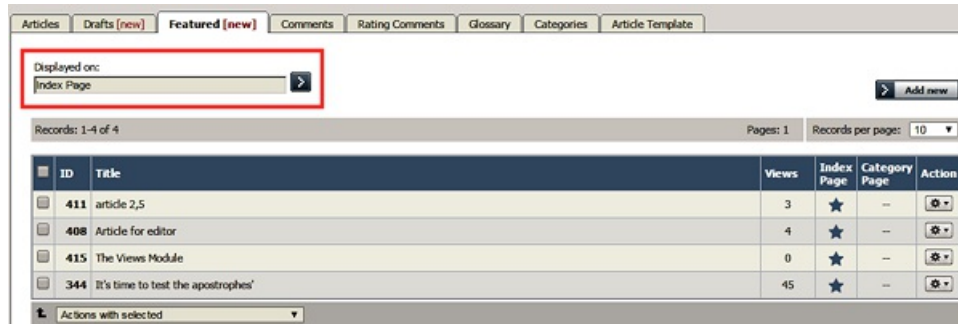 Articles Drafts [new] Featured [new] Comments Rating Comments Glossary Categories Article Template
Displayed on:
Index Page
Add new
Records: 1-4 of 4 Pages: 1 Records per page: 10
ID Title Views Index Page Category Page Action
411 article 2,5 3 --
408 Article for editor 4 --
415 The Views Module 0 --
344 It's time to test the apostrophes' 45 --
Actions with selected